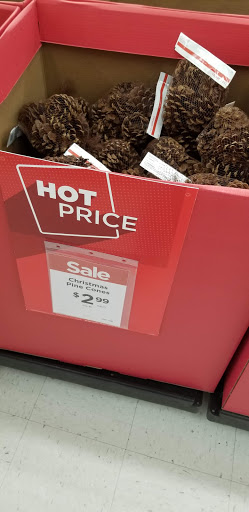 HOT
PRICE
Sale
Christmas
Pine Cones
$2.99